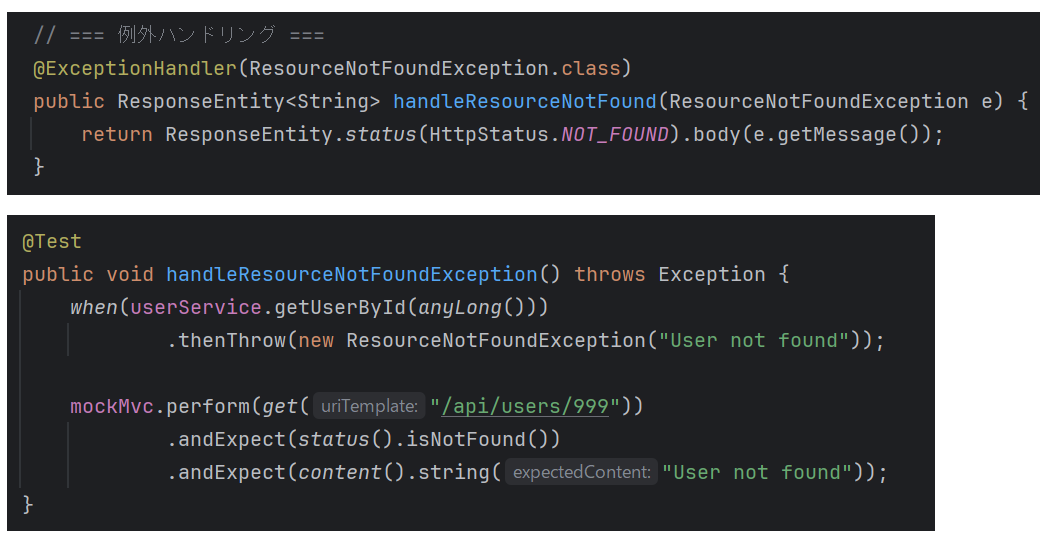 // === 例外ハンドリング ===
@ExceptionHandler(ResourceNotFoundException.class)
public ResponseEntity<String> handleResourceNotFound(ResourceNotFoundException e) {
    return ResponseEntity.status(HttpStatus.NOT_FOUND).body(e.getMessage());
}
@Test
public void handleResourceNotFoundException() throws Exception {
    when(userService.getUserById(anyLong()))
            .thenThrow(new ResourceNotFoundException("User not found"));
    mockMvc.perform(get( uriTemplate: "/api/users/999"))
            .andExpect(status().isNotFound())
            .andExpect(content().string( expectedContent: "User not found"));
}